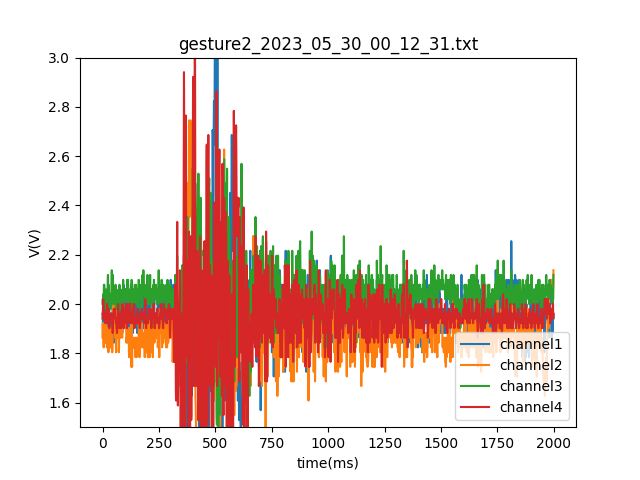 gesture2_2023_05_30_00_12_31.txt
V(V)
3.0
2.8
2.6
2.4
2.2
2.0
1.8
1.6
channel1
channel2
channel3
channel4
0 250 500 750 1000 1250 1500 1750 2000
time(ms)